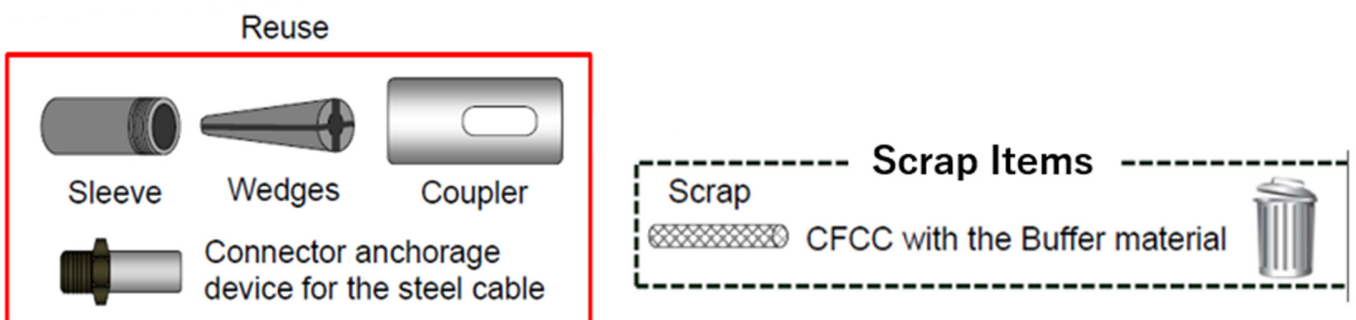 Reuse
Sleeve
Wedges
Coupler
Connector anchorage
device for the steel cable
Scrap Items
Scrap
CFCC with the Buffer material